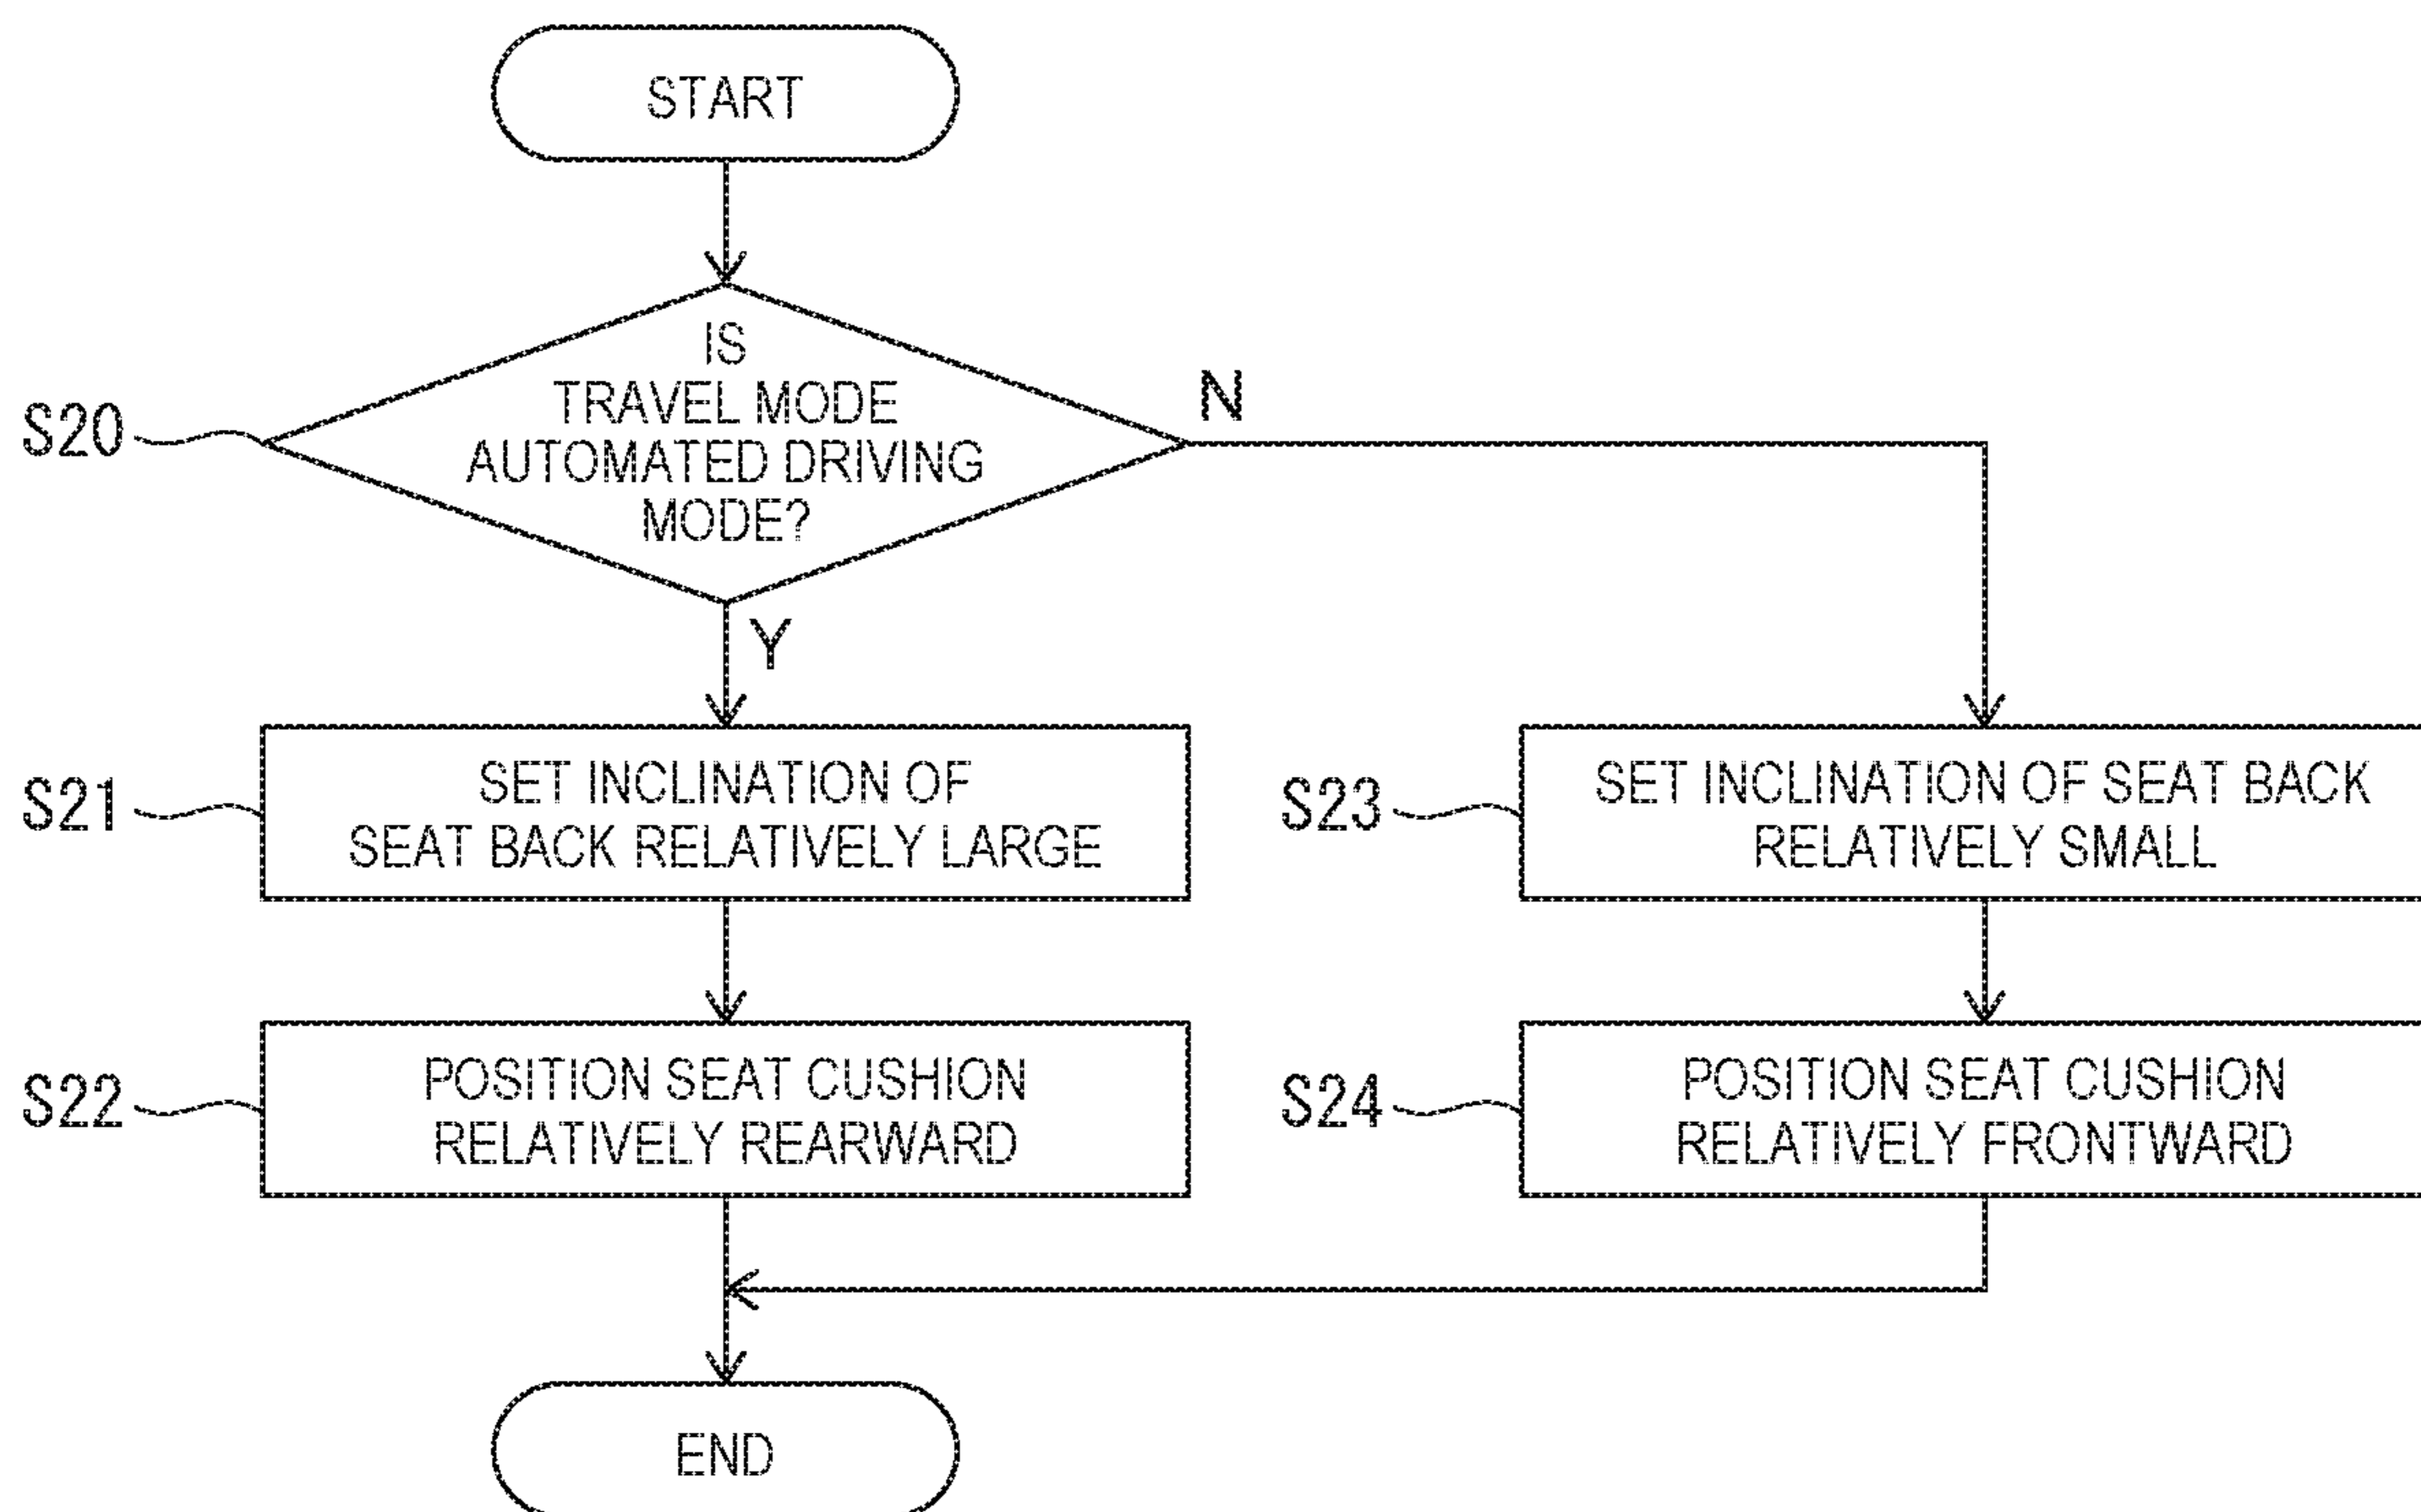 START
IS
TRAVEL MODE
AUTOMATED DRIVING
MODE?
S20
N
Y
S21
SET INCLINATION OF
SEAT BACK RELATIVELY LARGE
S23
SET INCLINATION OF SEAT BACK
RELATIVELY SMALL
S22
POSITION SEAT CUSHION
RELATIVELY REARWARD
S24
POSITION SEAT CUSHION
RELATIVELY FRONTWARD
END